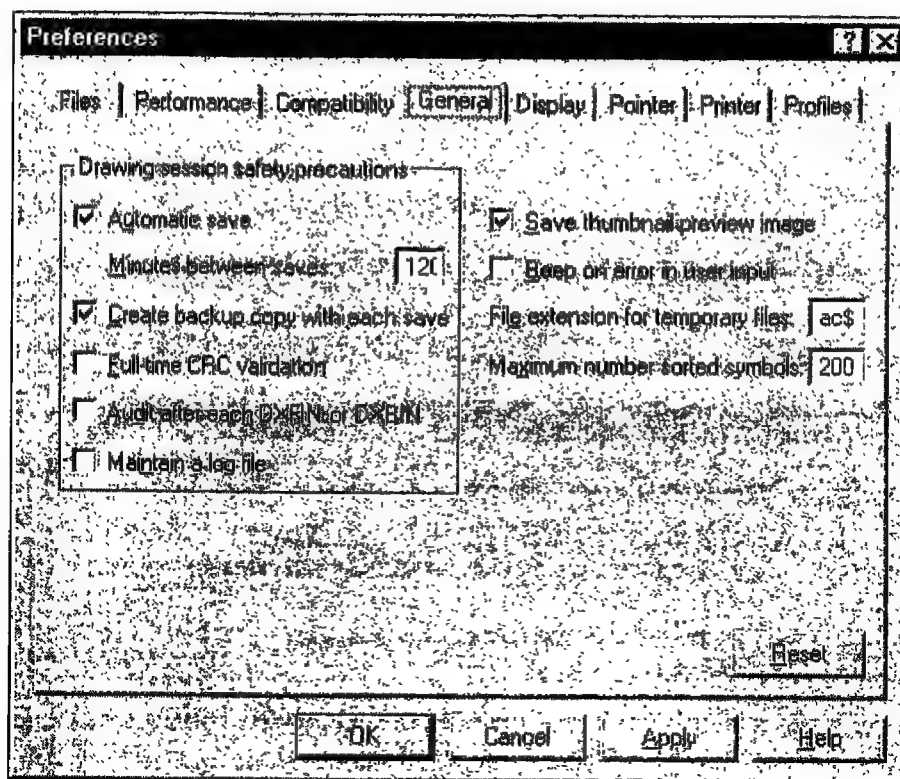 Preferences
Files Performance Compatibility General Display Pointer Printer Profiles
Drawing session safety precautions
Automatic save
Minutes between saves: 120
Create backup copy with each save
Full-time CRC validation
Audit after each DXFIN or DXBIN
Maintain a log file
Save thumbnail preview image
Beep on error in user input
File extension for temporary files: ac$
Maximum number sorted symbols: 200
Reset
OK Cancel Apply Help